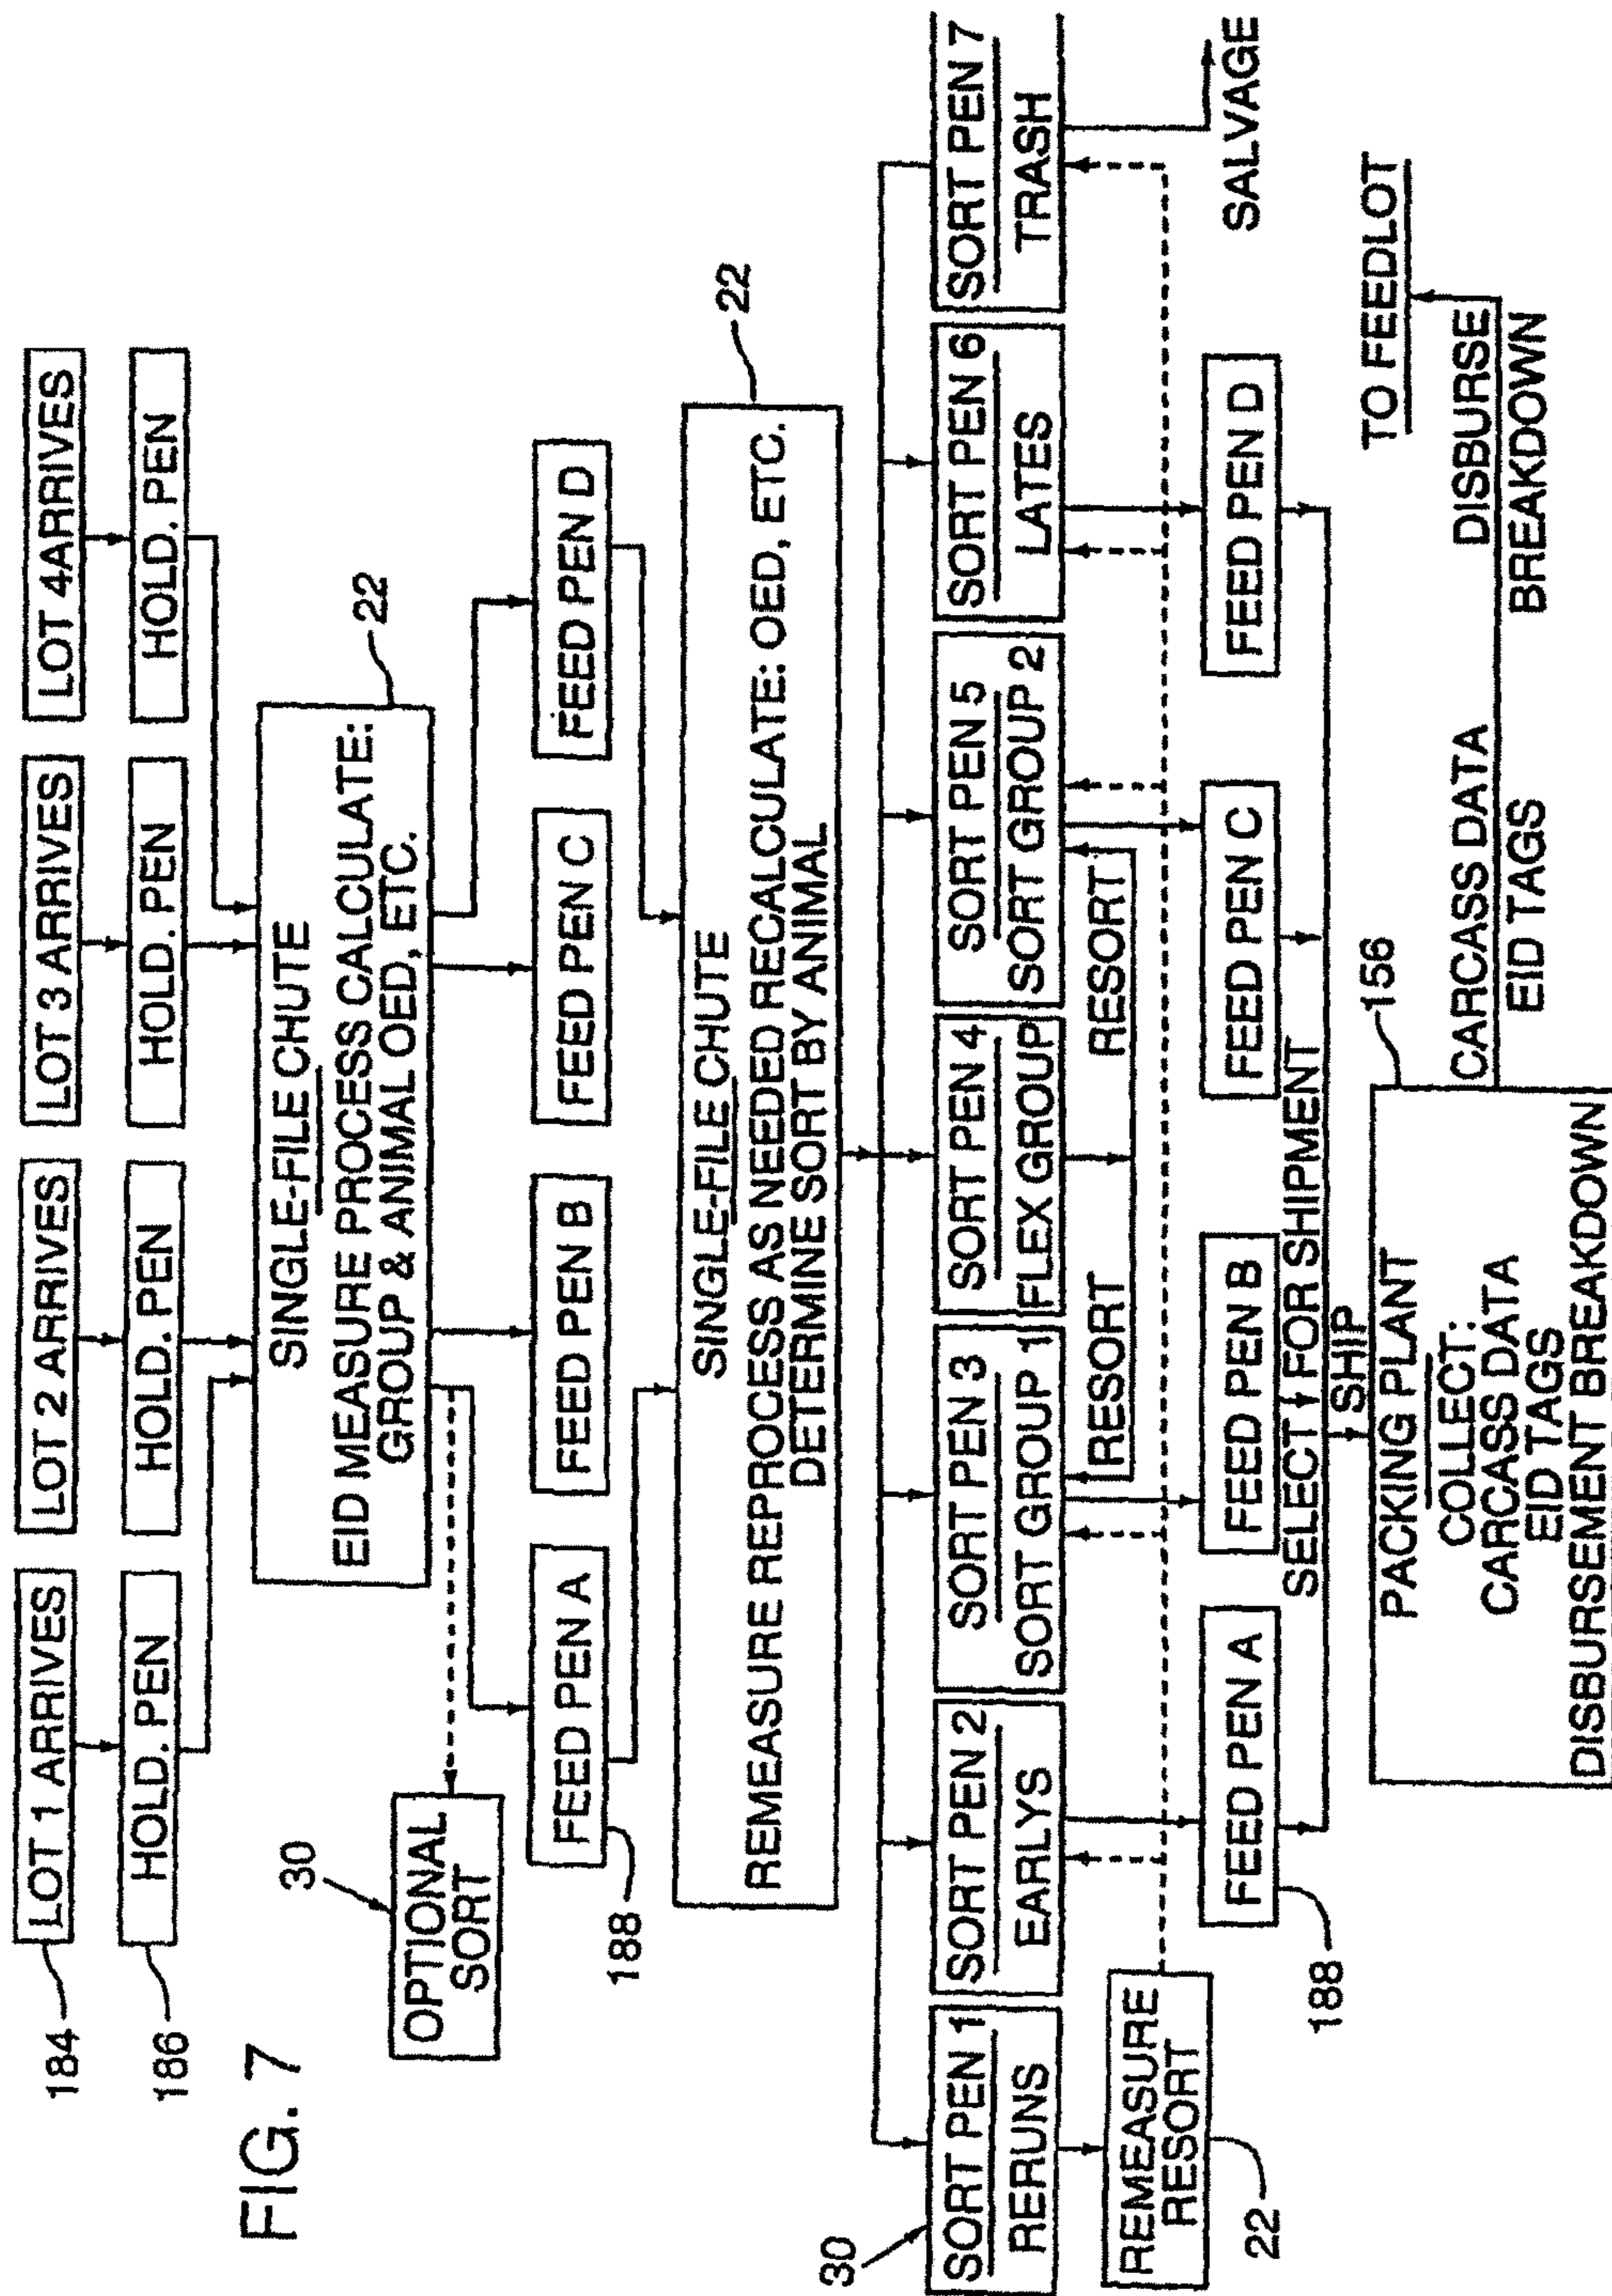 FIG. 7
184
LOT 1 ARRIVES
LOT 2 ARRIVES
LOT 3 ARRIVES
LOT 4ARRIVES
186
HOLD. PEN
HOLD. PEN
HOLD. PEN
HOLD. PEN
SINGLE-FILE CHUTE
EID MEASURE PROCESS CALCULATE:
GROUP & ANIMAL OED, ETC.
22
30
OPTIONAL
SORT
188
FEED PEN A
FEED PEN B
FEED PEN C
FEED PEN D
SINGLE-FILE CHUTE
REMEASURE REPROCESS AS NEEDED RECALCULATE: OED, ETC.
DETERMINE SORT BY ANIMAL
22
30
SORT PEN 1
RERUNS
SORT PEN 2
EARLYS
SORT PEN 3
SORT GROUP 1
SORT PEN 4
FLEX GROUP
SORT PEN 5
SORT GROUP 2
SORT PEN 6
LATES
SORT PEN 7
TRASH
RESORT
RESORT
REMEASURE
RESORT
22
SALVAGE
188
FEED PEN A
FEED PEN B
FEED PEN C
FEED PEN D
SELECT FOR SHIPMENT
SHIP
156
PACKING PLANT
COLLECT:
CARCASS DATA
EID TAGS
DISBURSEMENT BREAKDOWN
CARCASS DATA
EID TAGS
DISBURSE
BREAKDOWN
TO FEEDLOT